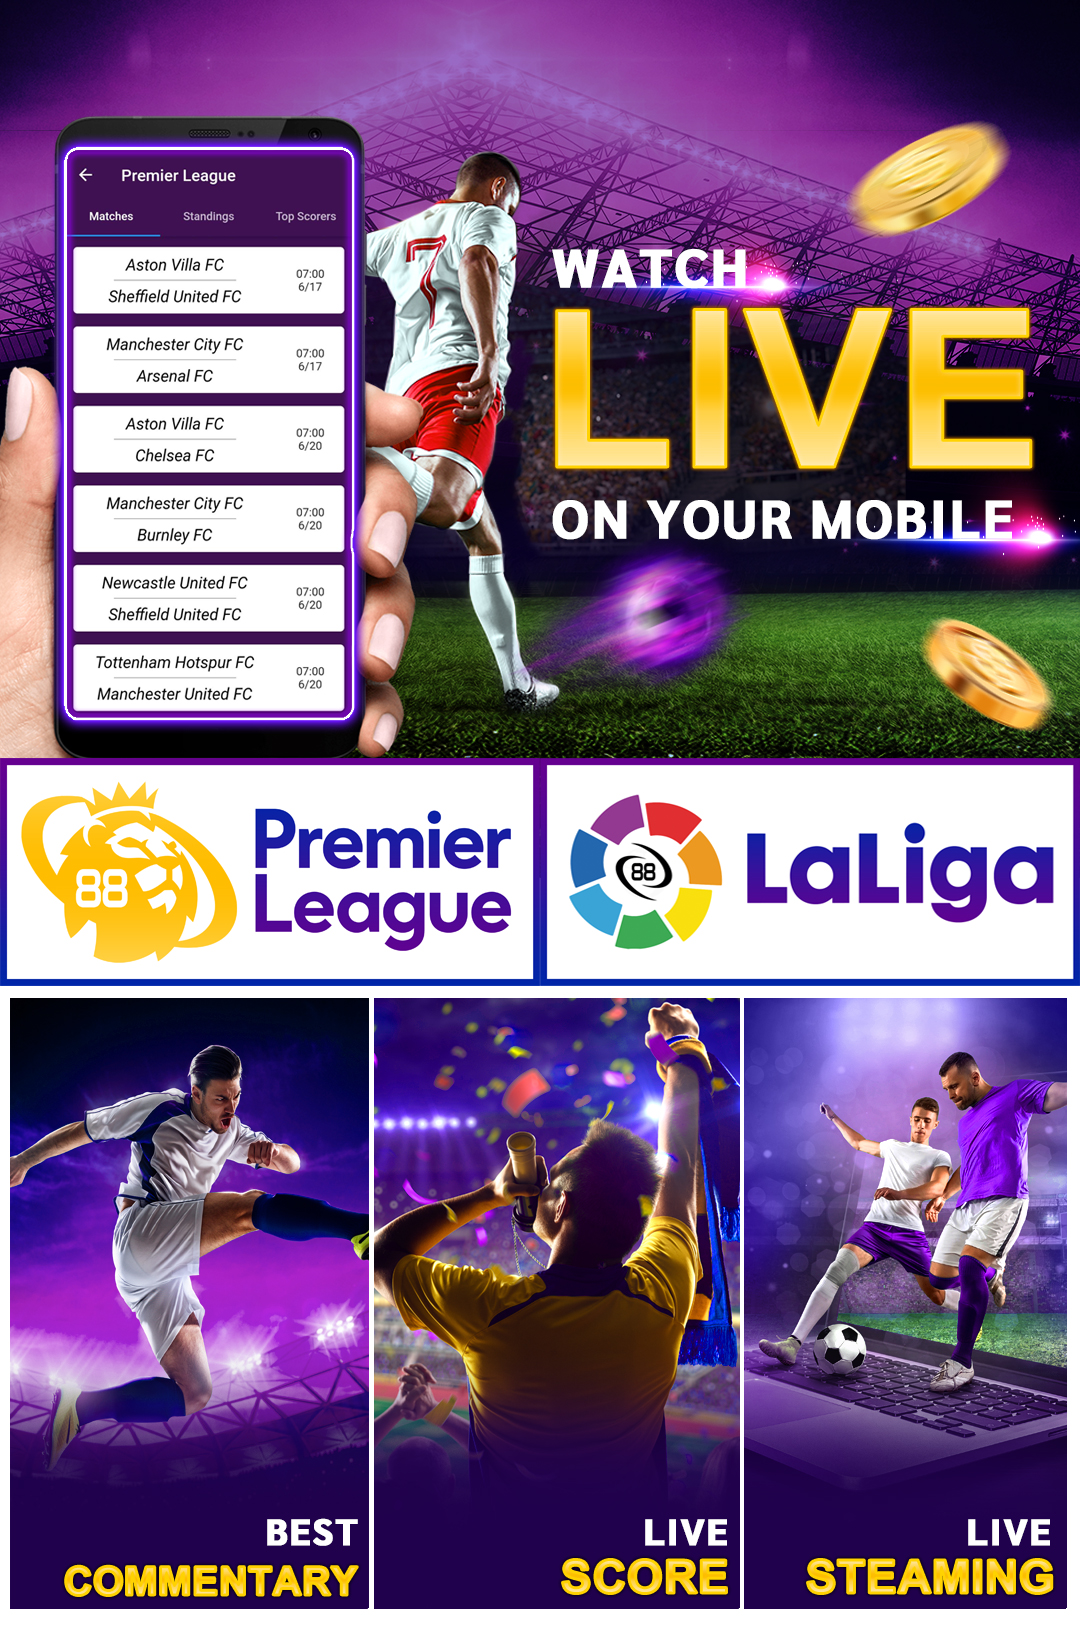 Premier League
Matches Standings Top Scorers
Aston Villa FC
Sheffield United FC
07:00
6/17
Manchester City FC
Arsenal FC
07:00
6/17
Aston Villa FC
Chelsea FC
07:00
6/20
Manchester City FC
Burnley FC
07:00
6/20
Newcastle United FC
Sheffield United FC
07:00
6/20
Tottenham Hotspur FC
Manchester United FC
07:00
6/20
7
WATCH
LIVE
ON YOUR MOBILE
88
Premier
League
88
LaLiga
BEST
COMMENTARY
LIVE
SCORE
LIVE
STEAMING